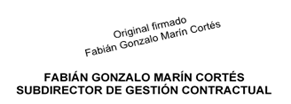 Original firmado
Fabián Gonzalo Marín Cortés
FABIÁN GONZALO MARÍN CORTÉS
SUBDIRECTOR DE GESTIÓN CONTRACTUAL